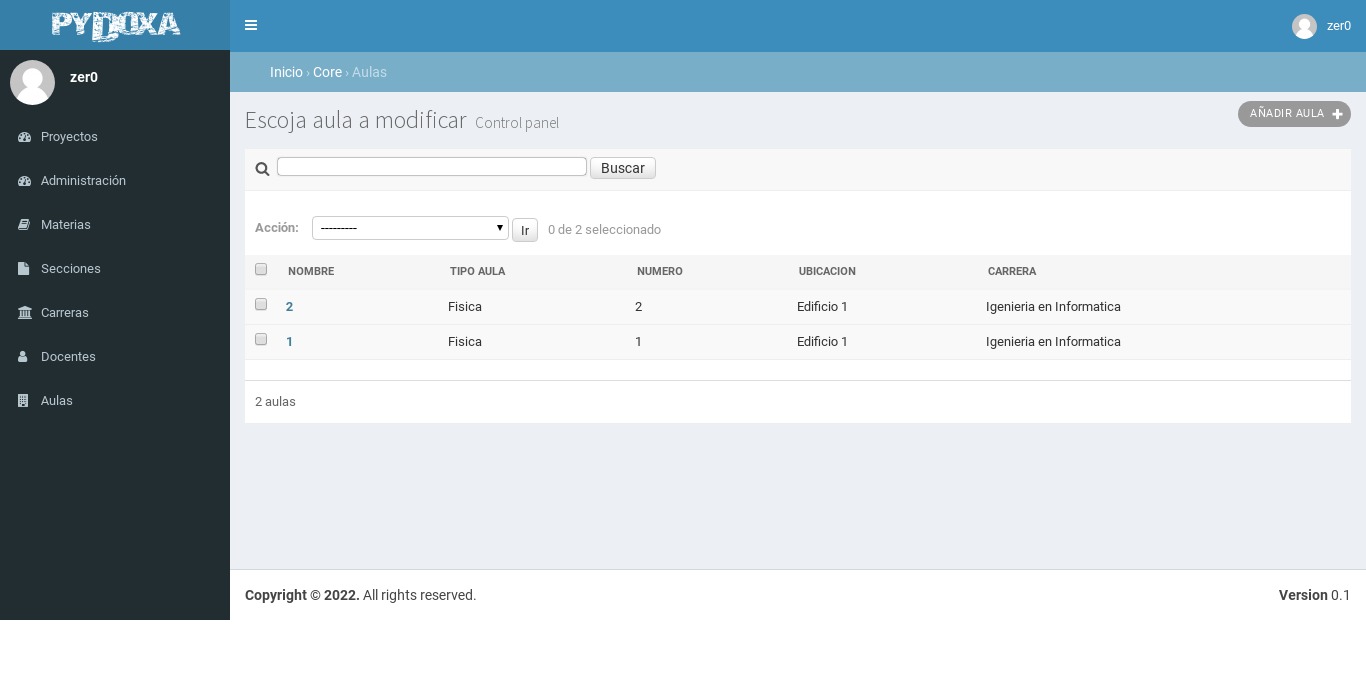 PYDOXA
zer0
Inicio › Core › Aulas
zer0
Proyectos
Administración
Materias
Secciones
Carreras
Docentes
Aulas
Escoja aula a modificar Control panel
AÑADIR AULA
Buscar
Acción: --------- Ir 0 de 2 seleccionado
NOMBRE TIPO AULA NUMERO UBICACION CARRERA
2 Fisica 2 Edificio 1 Igenieria en Informatica
1 Fisica 1 Edificio 1 Igenieria en Informatica
2 aulas
Copyright © 2022. All rights reserved. Version 0.1